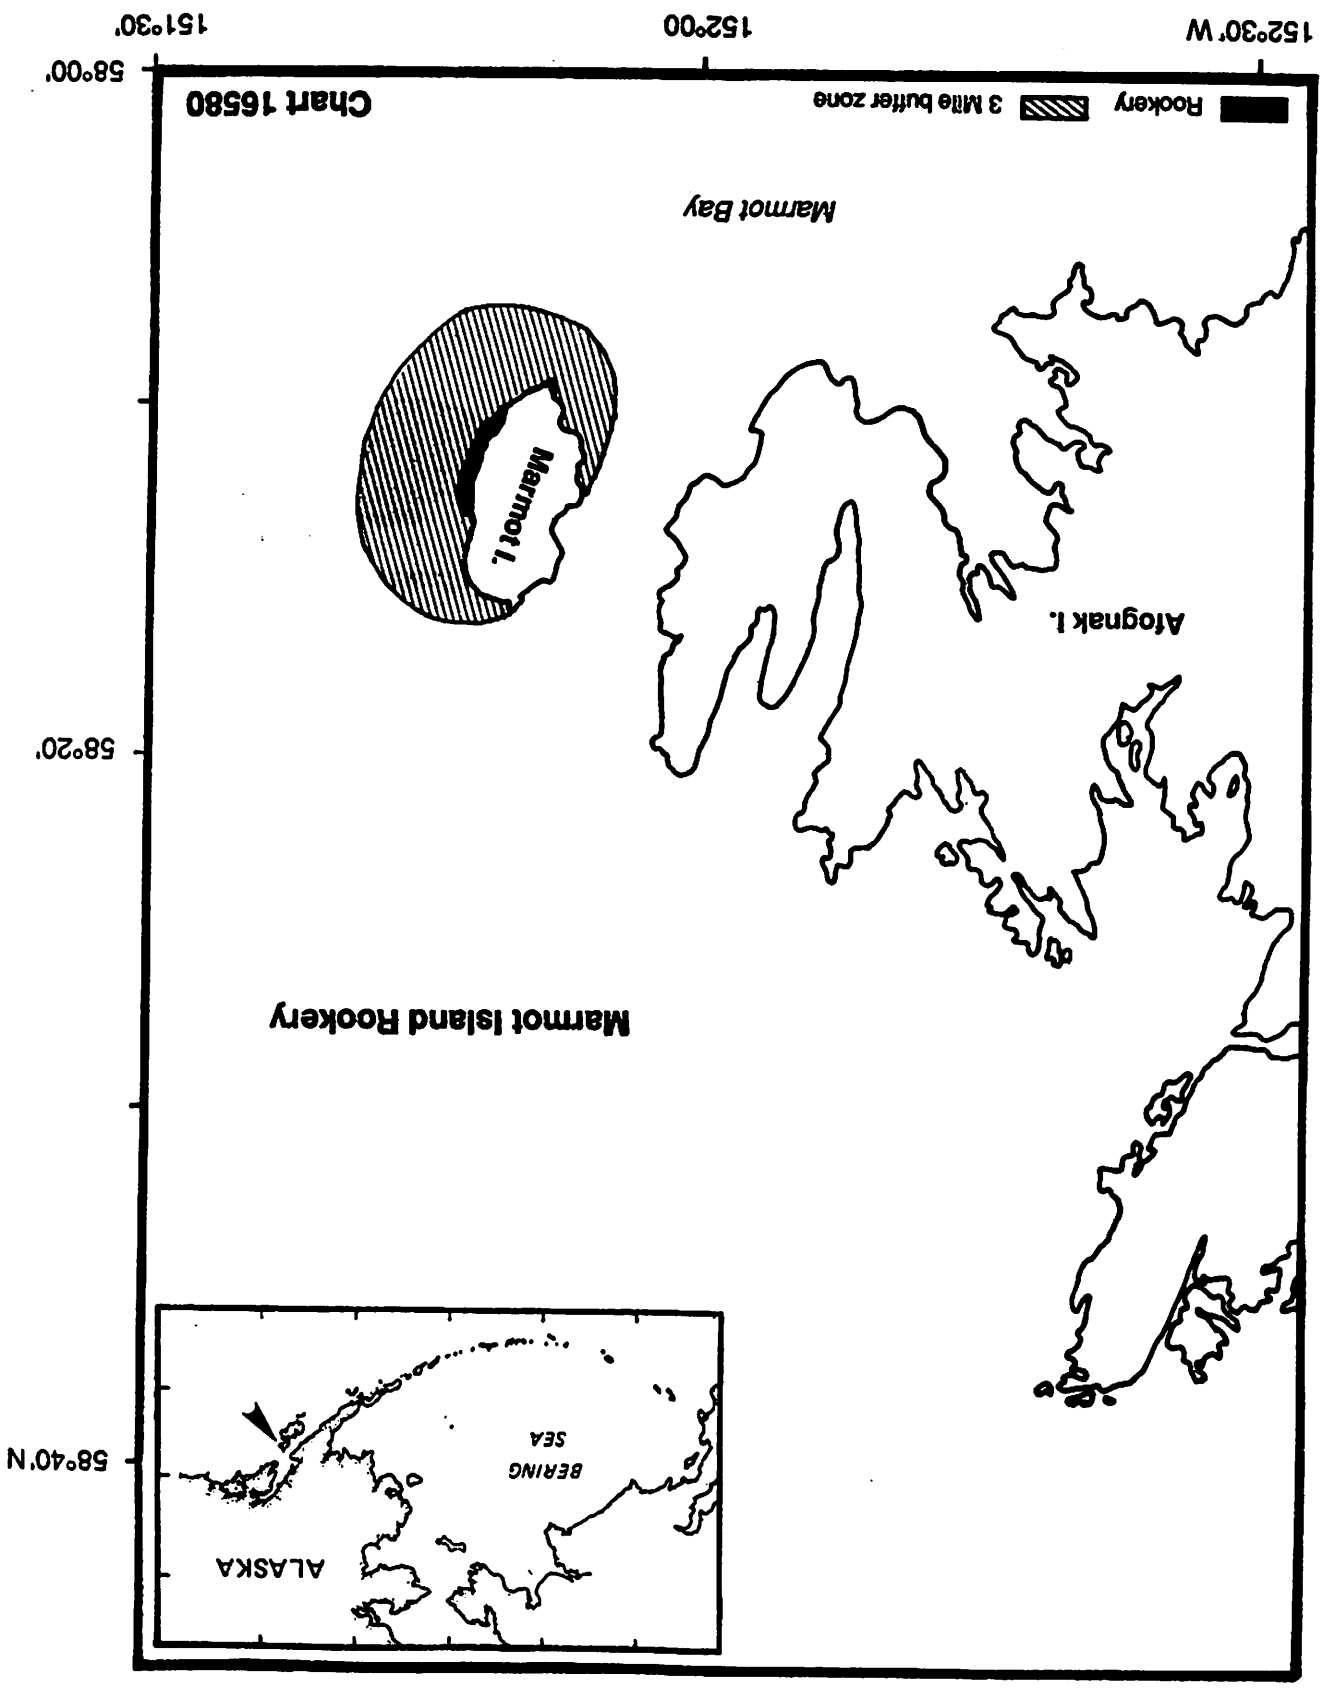 ALASKA
BERING
SEA
58°40' N
Marmot Island Rookery
58°20'
Afognak I.
Marmot I.
Marmot Bay
Rookery
3 Mile buffer zone
Chart 16580
58°00'
152°30' W
152°00'
151°30'